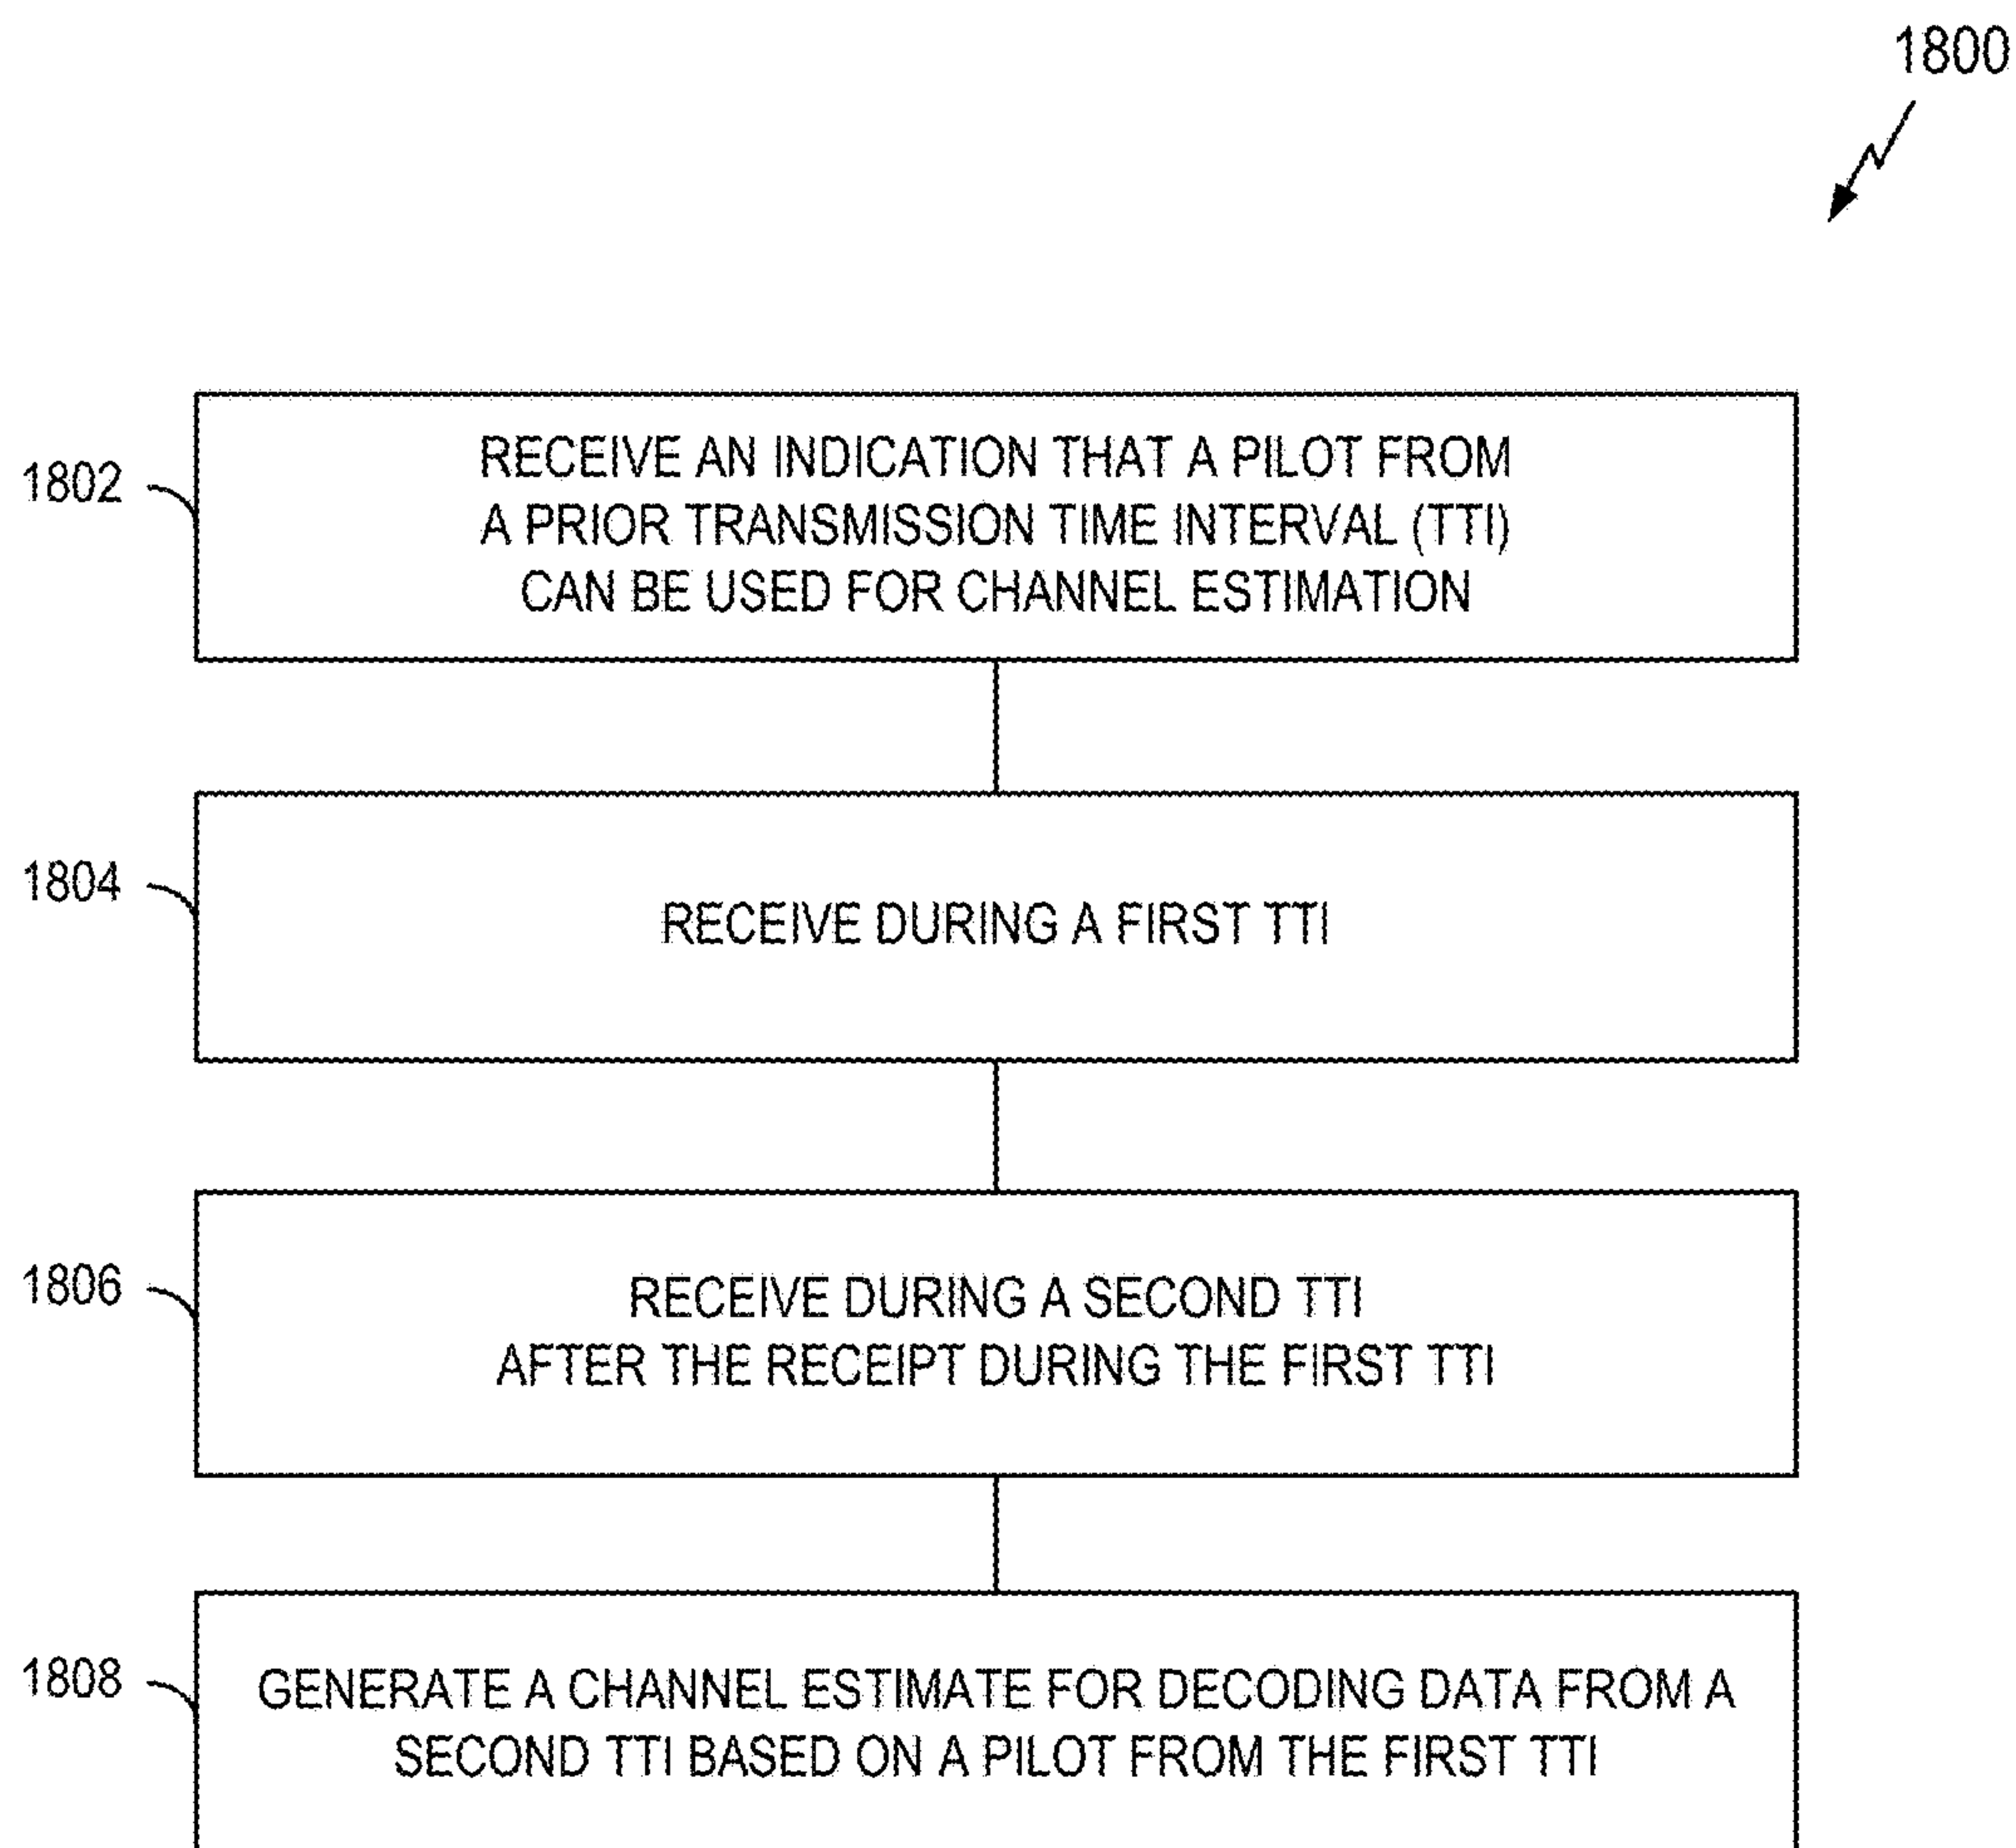 1800
1802
RECEIVE AN INDICATION THAT A PILOT FROM
A PRIOR TRANSMISSION TIME INTERVAL (TTI)
CAN BE USED FOR CHANNEL ESTIMATION
1804
RECEIVE DURING A FIRST TTI
1806
RECEIVE DURING A SECOND TTI
AFTER THE RECEIPT DURING THE FIRST TTI
1808
GENERATE A CHANNEL ESTIMATE FOR DECODING DATA FROM A
SECOND TTI BASED ON A PILOT FROM THE FIRST TTI